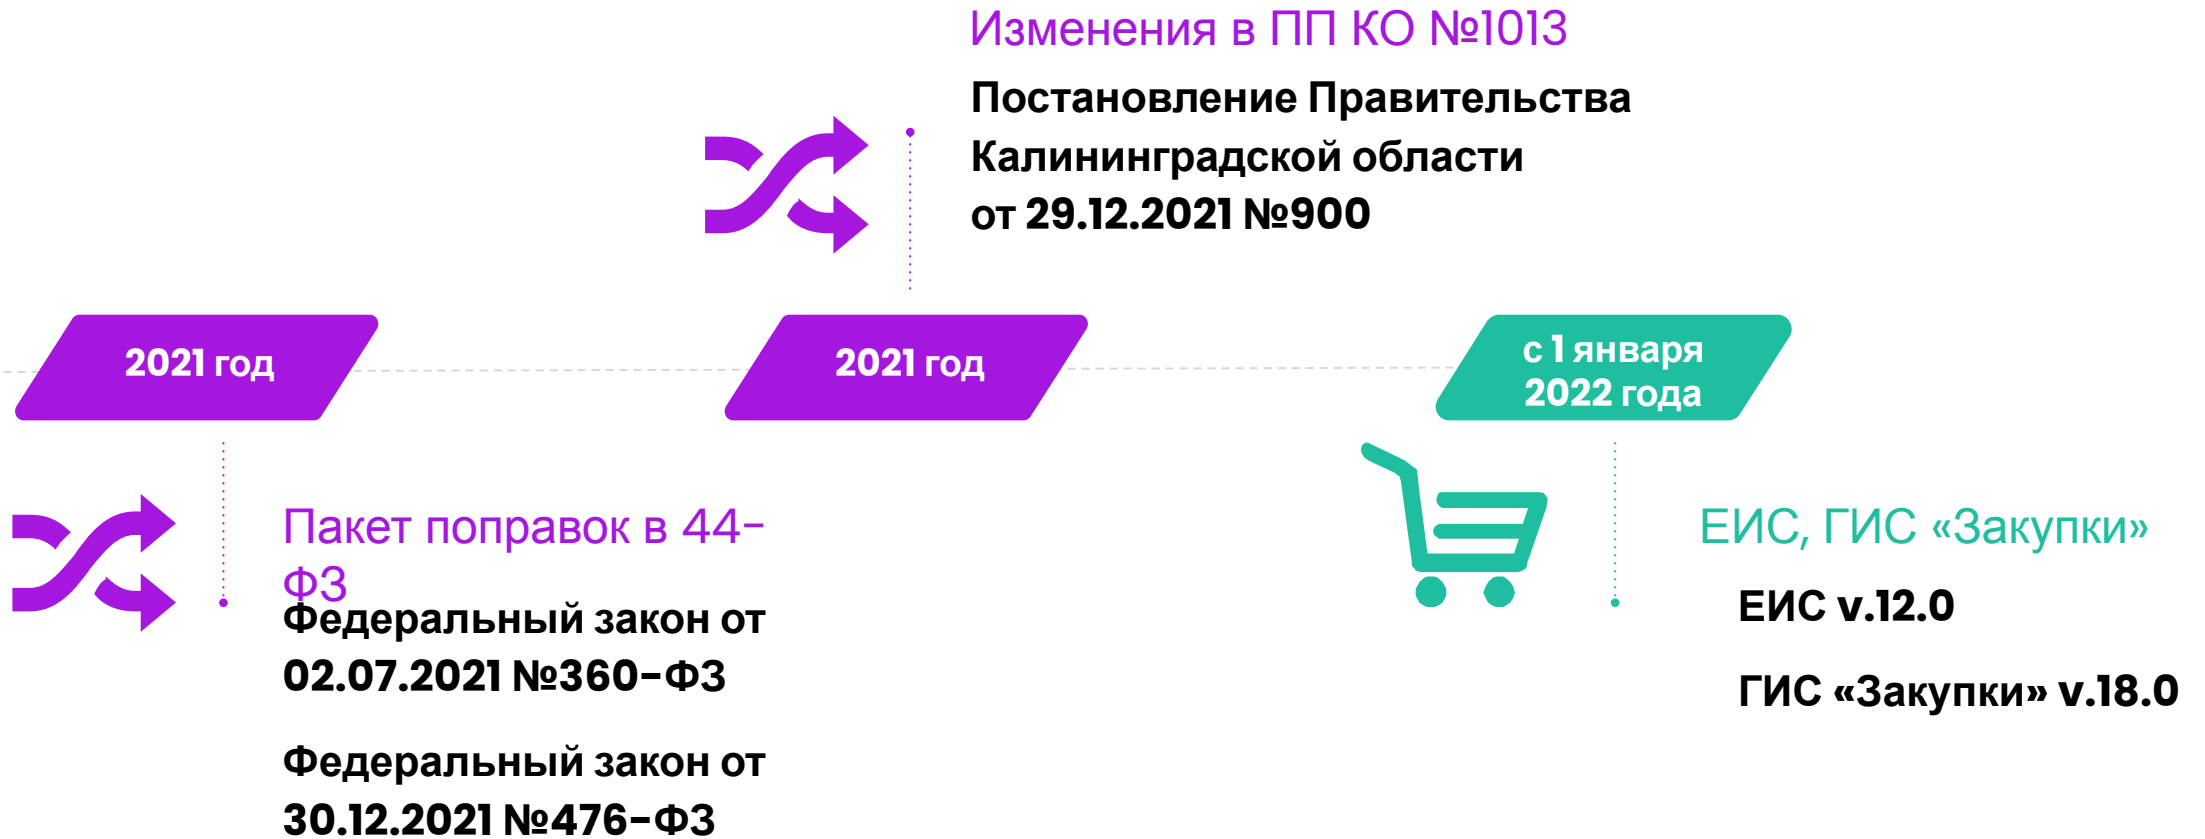 Изменения в ПП КО №1013
Постановление Правительства
Калининградской области
от 29.12.2021 №900
2021 год
2021 год
с 1 января
2022 года
Пакет поправок в 44-
ФЗ
Федеральный закон от
02.07.2021 №360-ФЗ
Федеральный закон от
30.12.2021 №476-ФЗ
ЕИС, ГИС «Закупки»
ЕИС v.12.0
ГИС «Закупки» v.18.0